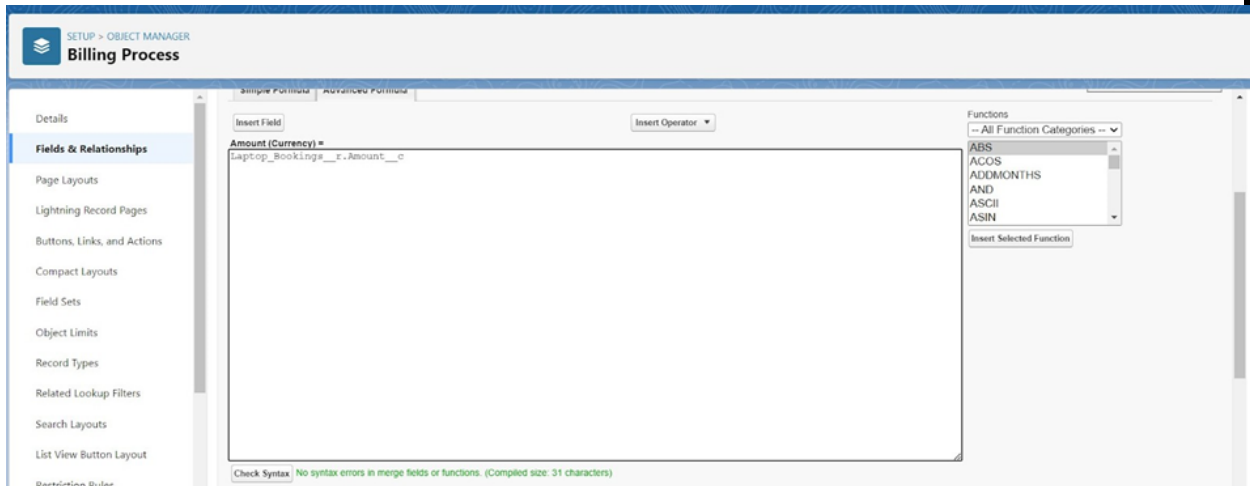 SETUP > OBJECT MANAGER
Billing Process
Simple Formula Advanced Formula
Details
Fields & Relationships
Page Layouts
Lightning Record Pages
Buttons, Links, and Actions
Compact Layouts
Field Sets
Object Limits
Record Types
Related Lookup Filters
Search Layouts
List View Button Layout
Restriction Rules
Insert Field
Insert Operator
Amount (Currency) =
Laptop_Bookings__r.Amount__c
Check Syntax No syntax errors in merge fields or functions. (Compiled size: 31 characters)
Functions
-- All Function Categories --
ABS
ACOS
ADDMONTHS
AND
ASCII
ASIN
Insert Selected Function